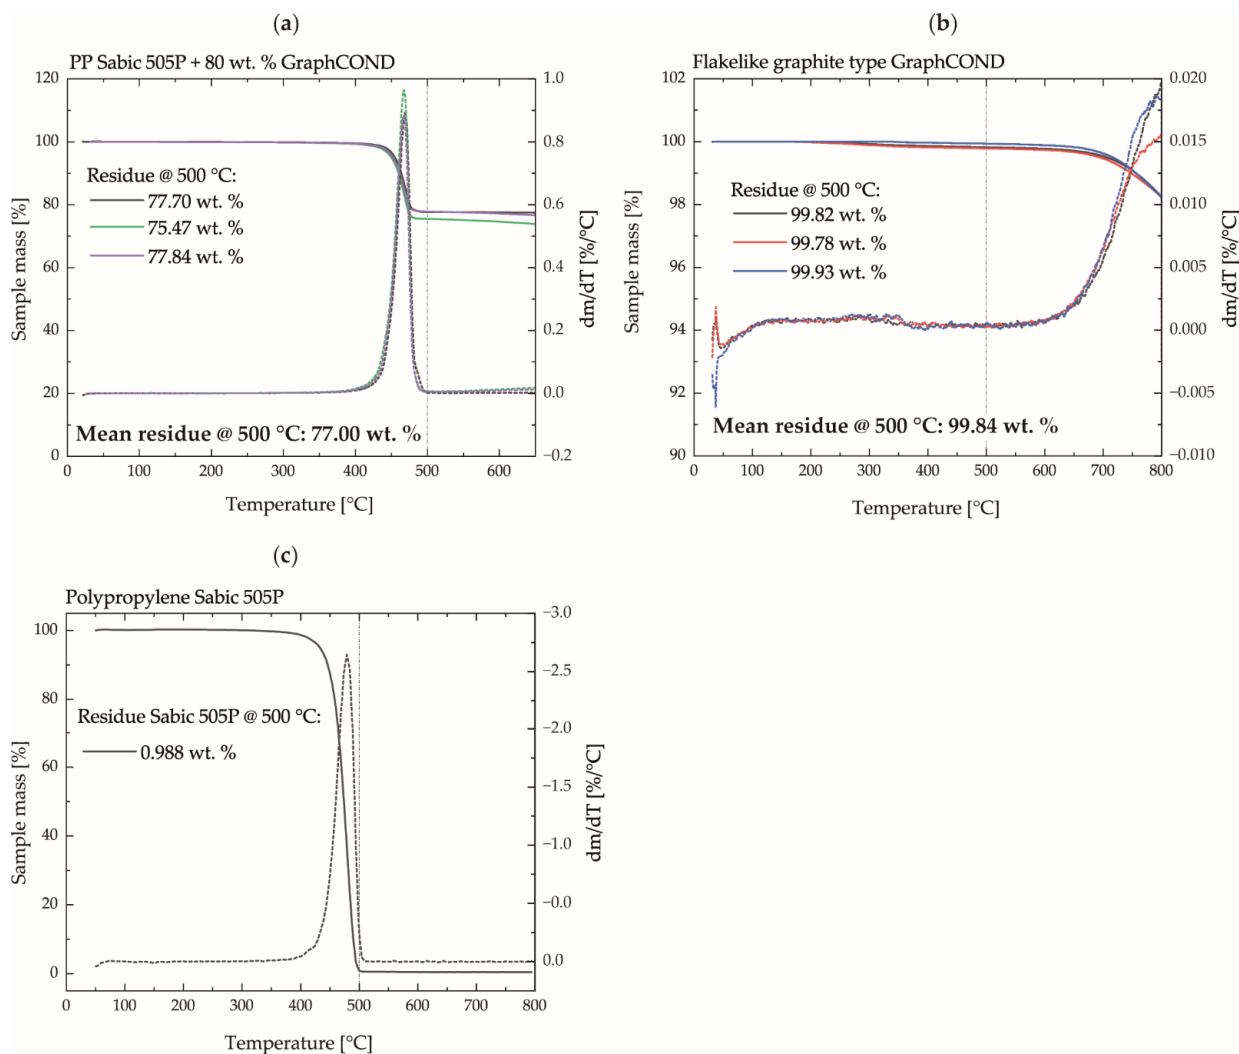 (a)
PP Sabic 505P + 80 wt. % GraphCOND
120
100
80
60
40
20
0
Sample mass [%]
Residue @ 500 °C:
77.70 wt. %
75.47 wt. %
77.84 wt. %
Mean residue @ 500 °C: 77.00 wt. %
1.0
0.8
0.6
0.4
0.2
0.0
−0.2
dm/dT [%/°C]
0 100 200 300 400 500 600
Temperature [°C]
(b)
Flakelike graphite type GraphCOND
102
100
98
96
94
92
90
Sample mass [%]
Residue @ 500 °C:
99.82 wt. %
99.78 wt. %
99.93 wt. %
Mean residue @ 500 °C: 99.84 wt. %
0.020
0.015
0.010
0.005
0.000
−0.005
−0.010
dm/dT [%/°C]
0 100 200 300 400 500 600 700 800
Temperature [°C]
(c)
Polypropylene Sabic 505P
100
80
60
40
20
0
Sample mass [%]
Residue Sabic 505P @ 500 °C:
0.988 wt. %
−3.0
−2.5
−2.0
−1.5
−1.0
−0.0
0.0
dm/dT [%/°C]
0 100 200 300 400 500 600 700 800
Temperature [°C]